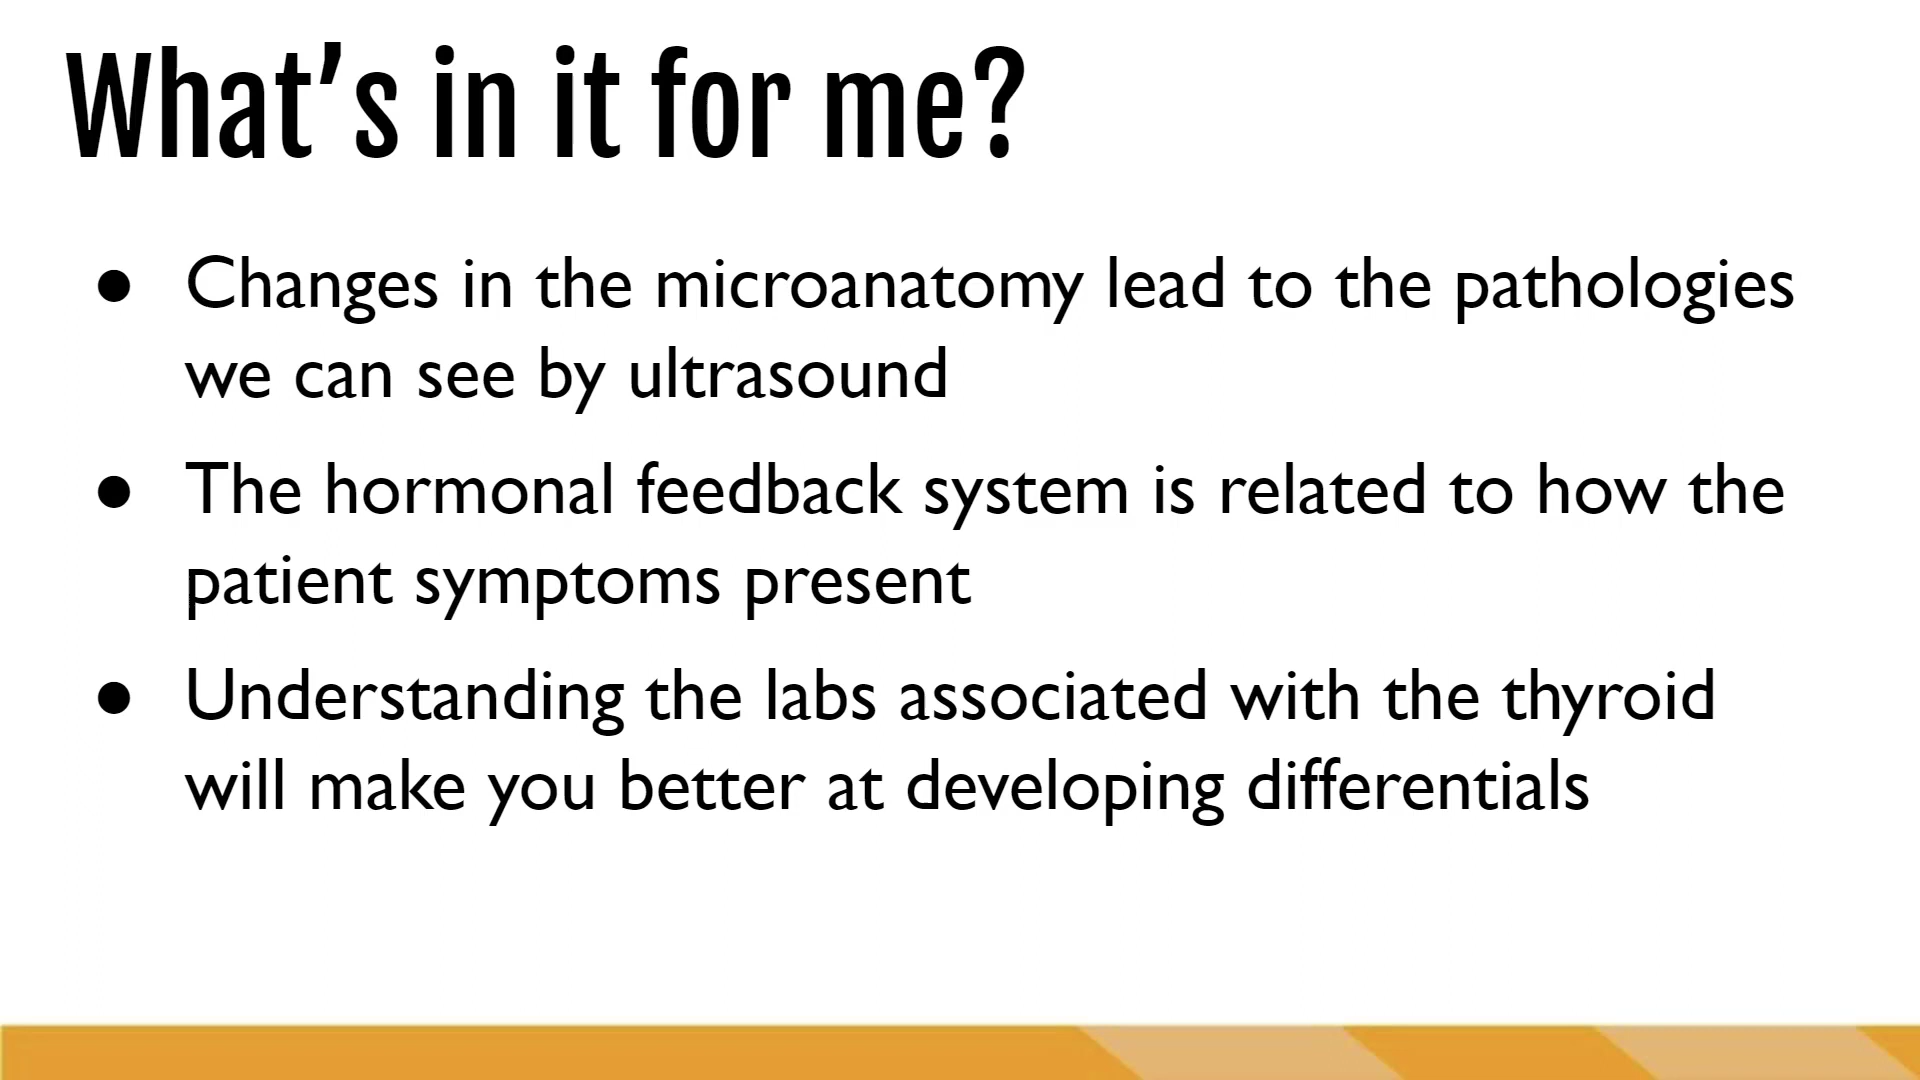 What’s in it for me?
● Changes in the microanatomy lead to the pathologies
we can see by ultrasound
● The hormonal feedback system is related to how the
patient symptoms present
● Understanding the labs associated with the thyroid
will make you better at developing differentials